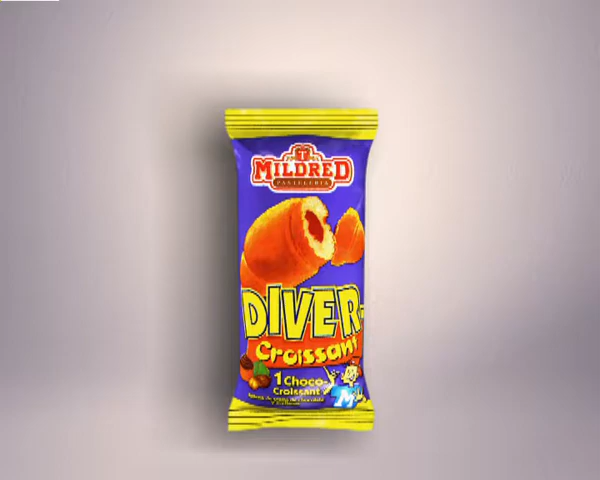 T
MILDRED
PASTELERIA
DIVER-
Croissant
1 Choco-
Croissant
M